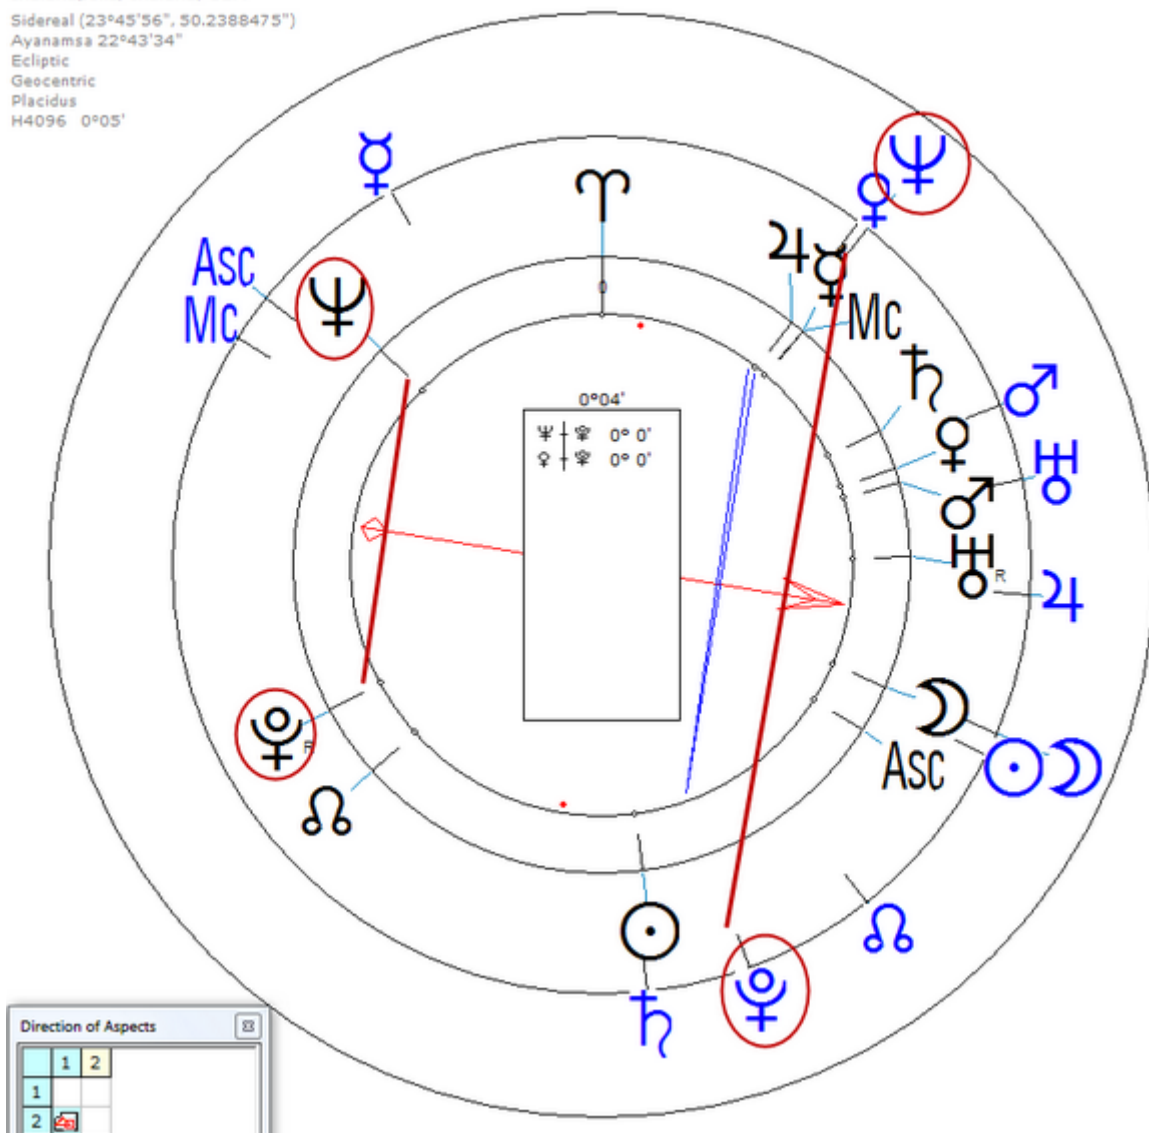 Sidereal (23°45'56", 50.2388475")
Ayanamsa 22°43'34"
Ecliptic
Geocentric
Placidus
H4096 0°05'
☿
♈
♀ ♆
Asc
Mc
♆
♃ ☿
Mc
0
♄
♂
♀
♅
♂
♅ R
♃
0°04'
♆ ♇ 0° 0'
♀ ♇ 0° 0'
☽
Asc
☉ ☽
♇ R
☊
☉
☊
♄
♇
Direction of Aspects
1 2
1
2